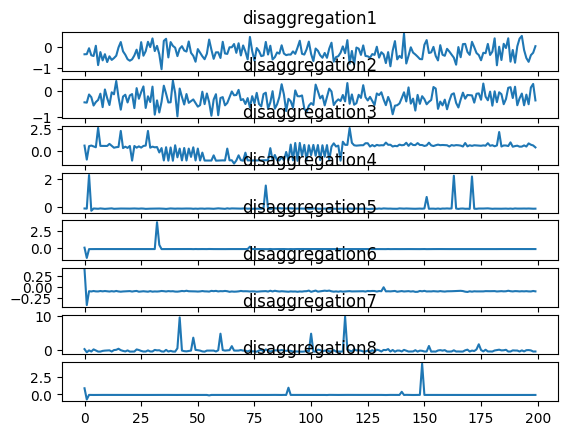 disaggregation1
0
−1
disaggregation2
0
−1
disaggregation3
2.5
0.0
disaggregation4
2
0
disaggregation5
2.5
0.0
disaggregation6
0.25
0.00
−0.25
disaggregation7
10
0
disaggregation8
2.5
0.0
0 25 50 75 100 125 150 175 200